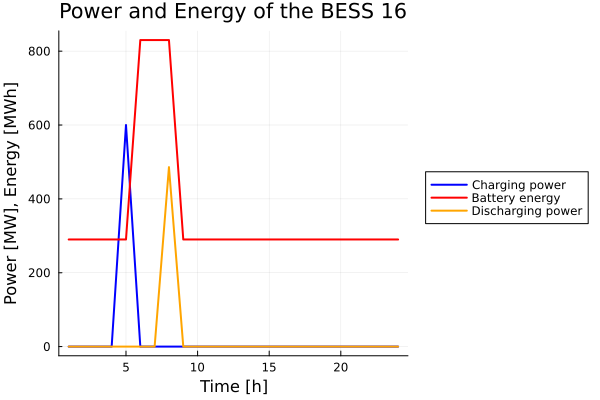 Power and Energy of the BESS 16
Power [MW], Energy [MWh]
800
600
400
200
0
5
10
15
20
Time [h]
Charging power
Battery energy
Discharging power